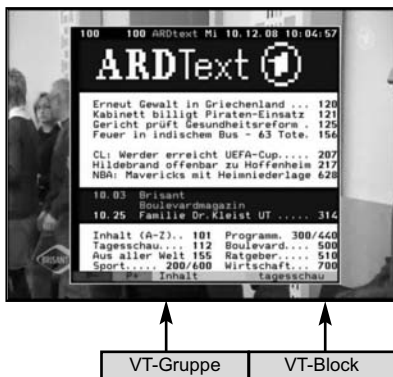 100 100 ARDtext Mi 10.12.08 10:04:57
ARDText 1
Erneut Gewalt in Griechenland ... 120
Kabinett billigt Piraten-Einsatz 121
Gericht prüft Gesundheitsreform . 125
Feuer in indischem Bus - 63 Tote. 156
CL: Werder erreicht UEFA-Cup..... 207
Hildebrand offenbar zu Hoffenheim 217
NBA: Mavericks mit Heimniederlage 628
10.03 Brisant
Boulevardmagazin
10.25 Familie Dr.Kleist UT ..... 314
Inhalt (A-Z).. 101 Programm. 300/440
Tagesschau.... 112 Boulevard.... 500
Aus aller Welt 155 Ratgeber..... 510
Sport..... 200/600 Wirtschaft... 700
P- P+ Inhalt tagesschau
BRISANT
VT-Gruppe VT-Block